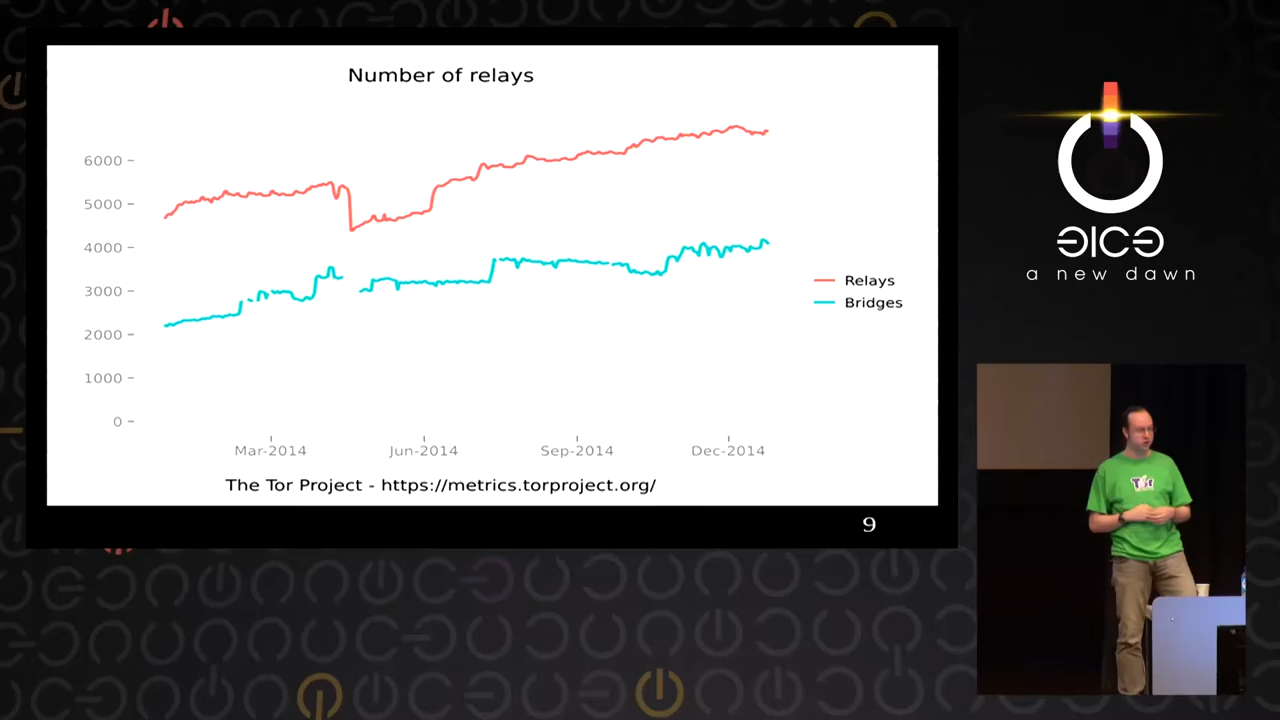 Number of relays
6000
5000
4000
3000
2000
1000
0
Mar-2014
Jun-2014
Sep-2014
Dec-2014
Relays
Bridges
The Tor Project - https://metrics.torproject.org/
9
a new dawn
Tor